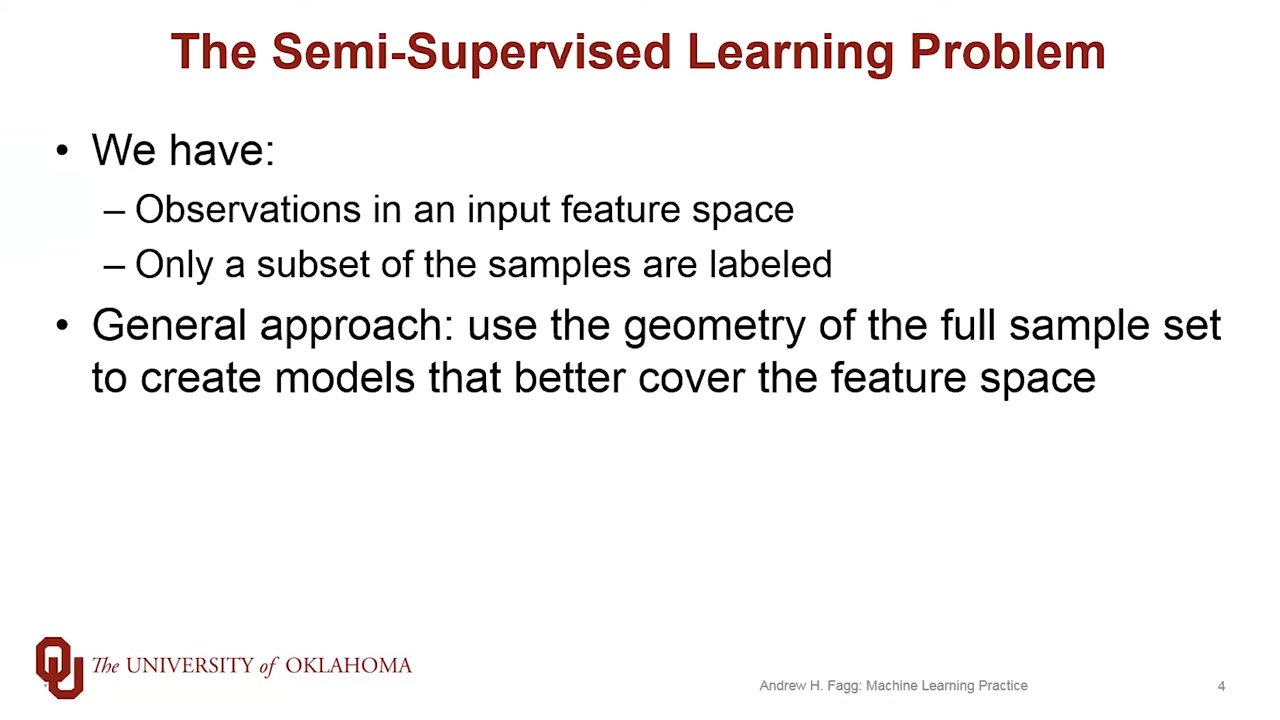 The Semi-Supervised Learning Problem
• We have:
– Observations in an input feature space
– Only a subset of the samples are labeled
• General approach: use the geometry of the full sample set
to create models that better cover the feature space
The UNIVERSITY of OKLAHOMA
Andrew H. Fagg: Machine Learning Practice
4